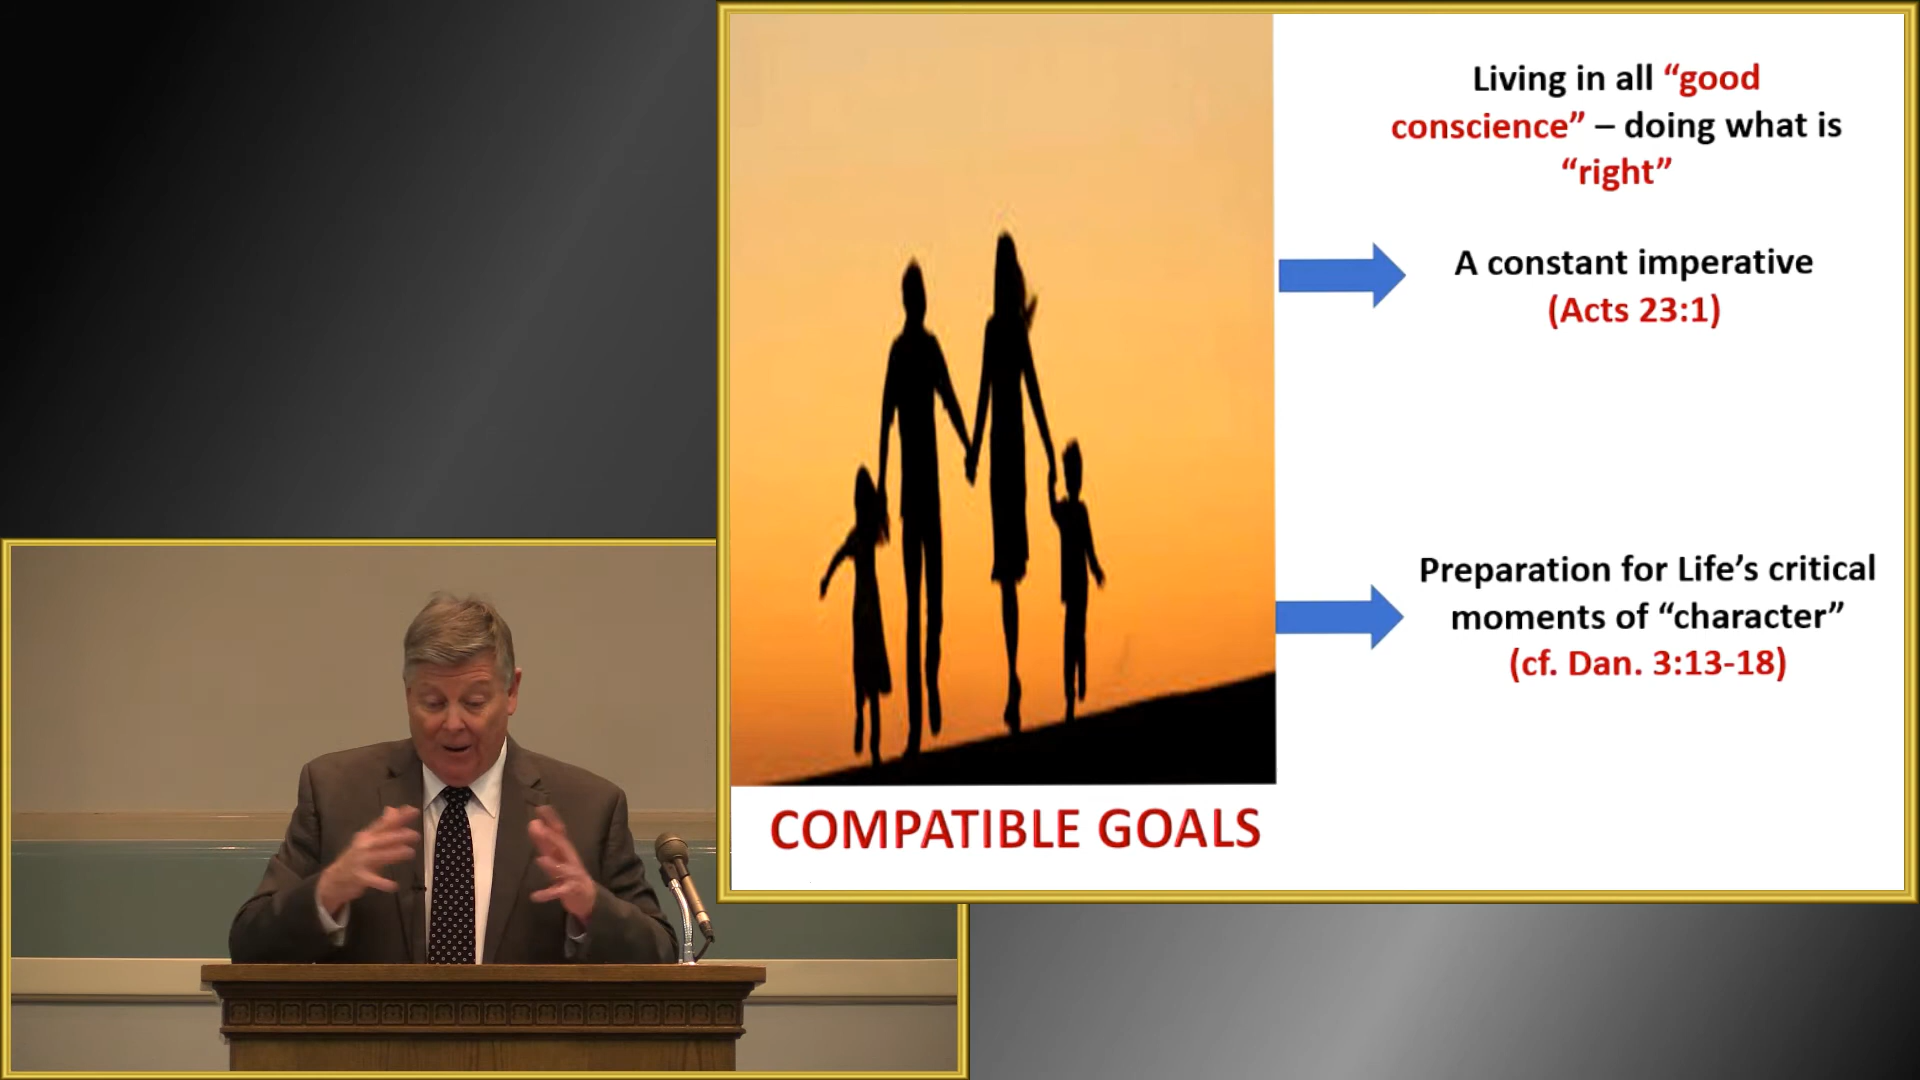 Living in all “good
conscience” – doing what is
“right”
A constant imperative
(Acts 23:1)
Preparation for Life’s critical
moments of “character”
(cf. Dan. 3:13-18)
COMPATIBLE GOALS